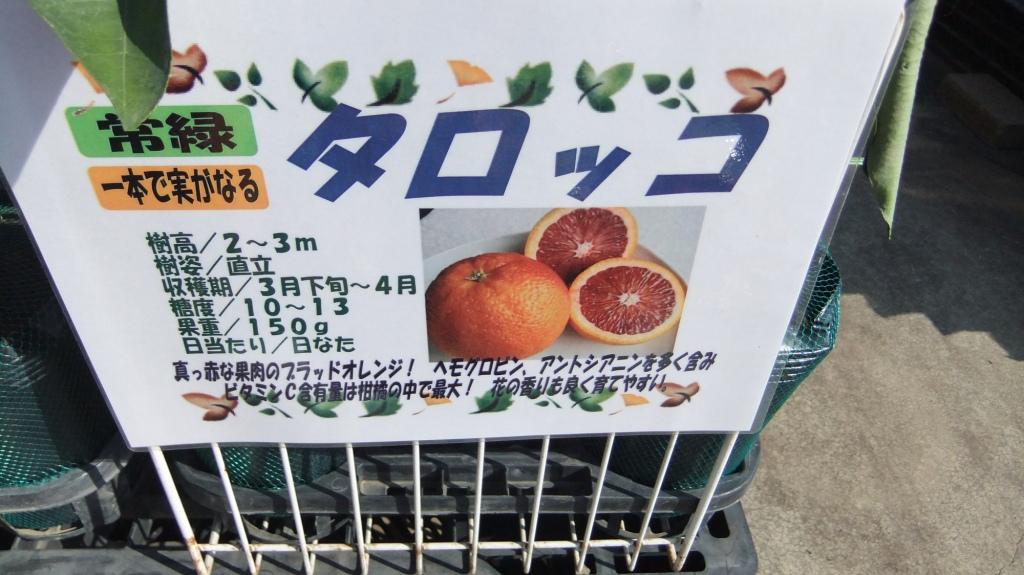 常緑
タロッコ
一本で実がなる
樹高／2～3m
樹姿／直立
収穫期／3月下旬～4月
糖度／10～13
果重／150g
日当たり／日なた
真っ赤な果肉のブラッドオレンジ！ ヘモグロビン、アントシアニンを多く含み
ビタミンC含有量は柑橘の中で最大！ 花の香りも良く育てやすい。